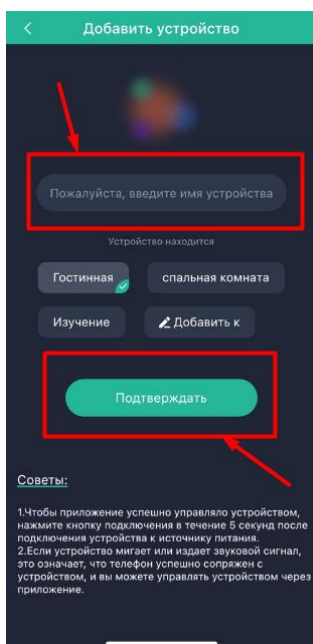 Добавить устройство
Пожалуйста, введите имя устройства
Устройство находится
Гостинная спальная комната
Изучение Добавить к
Подтверждать
Советы:
1.Чтобы приложение успешно управляло устройством,
нажмите кнопку подключения в течение 5 секунд после
подключения устройства к источнику питания.
2.Если устройство мигает или издает звуковой сигнал,
это означает, что телефон успешно сопряжен с
устройством, и вы можете управлять устройством через
приложение.